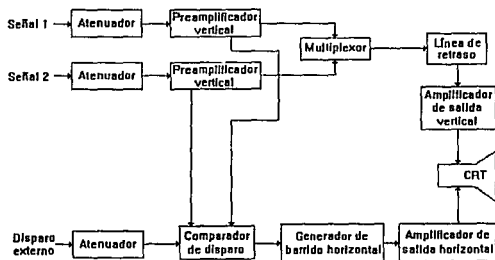 Señal 1
Atenuador
Preamplificador
vertical
Multiplexor
Línea de
retraso
Señal 2
Atenuador
Preamplificador
vertical
Amplificador
de salida
vertical
CRT
Disparo
externo
Atenuador
Comparador
de disparo
Generador de
barrido horizontal
Amplificador de
salida horizontal